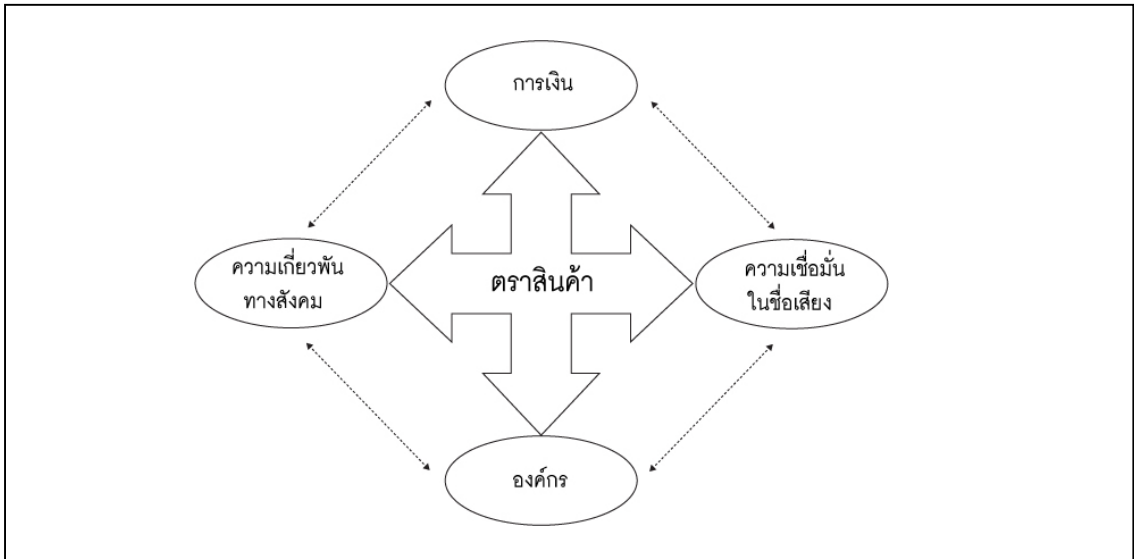 การเงิน
ความเกี่ยวพัน
ทางสังคม
ตราสินค้า
ความเชื่อมั่น
ในชื่อเสียง
องค์กร